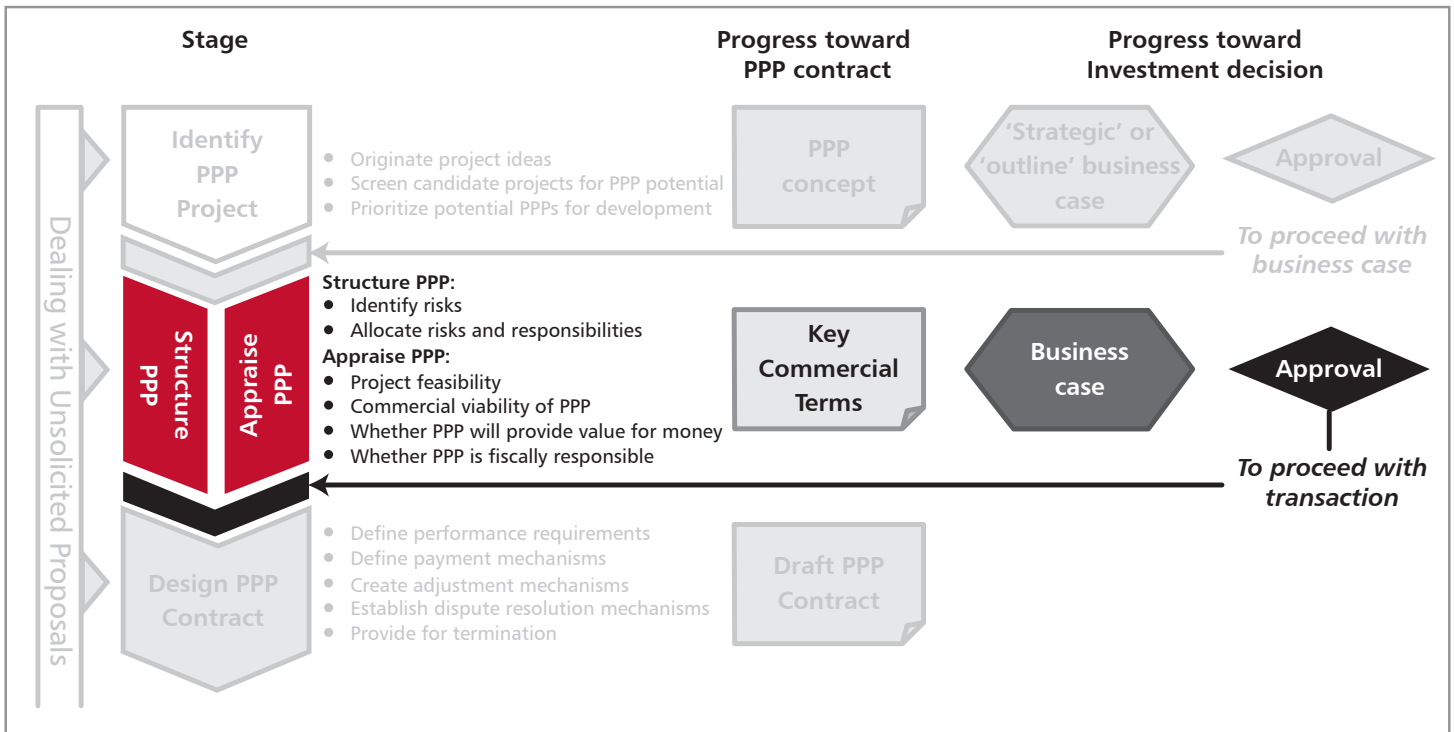 Stage
Progress toward
PPP contract
Progress toward
Investment decision
Dealing with Unsolicited Proposals
Identify
PPP
Project
• Originate project ideas
• Screen candidate projects for PPP potential
• Prioritize potential PPPs for development
PPP
concept
'Strategic' or
'outline' business
case
Approval
To proceed with
business case
Structure
PPP
Appraise
PPP
Structure PPP:
• Identify risks
• Allocate risks and responsibilities
Appraise PPP:
• Project feasibility
• Commercial viability of PPP
• Whether PPP will provide value for money
• Whether PPP is fiscally responsible
Key
Commercial
Terms
Business
case
Approval
To proceed with
transaction
Design PPP
Contract
• Define performance requirements
• Define payment mechanisms
• Create adjustment mechanisms
• Establish dispute resolution mechanisms
• Provide for termination
Draft PPP
Contract